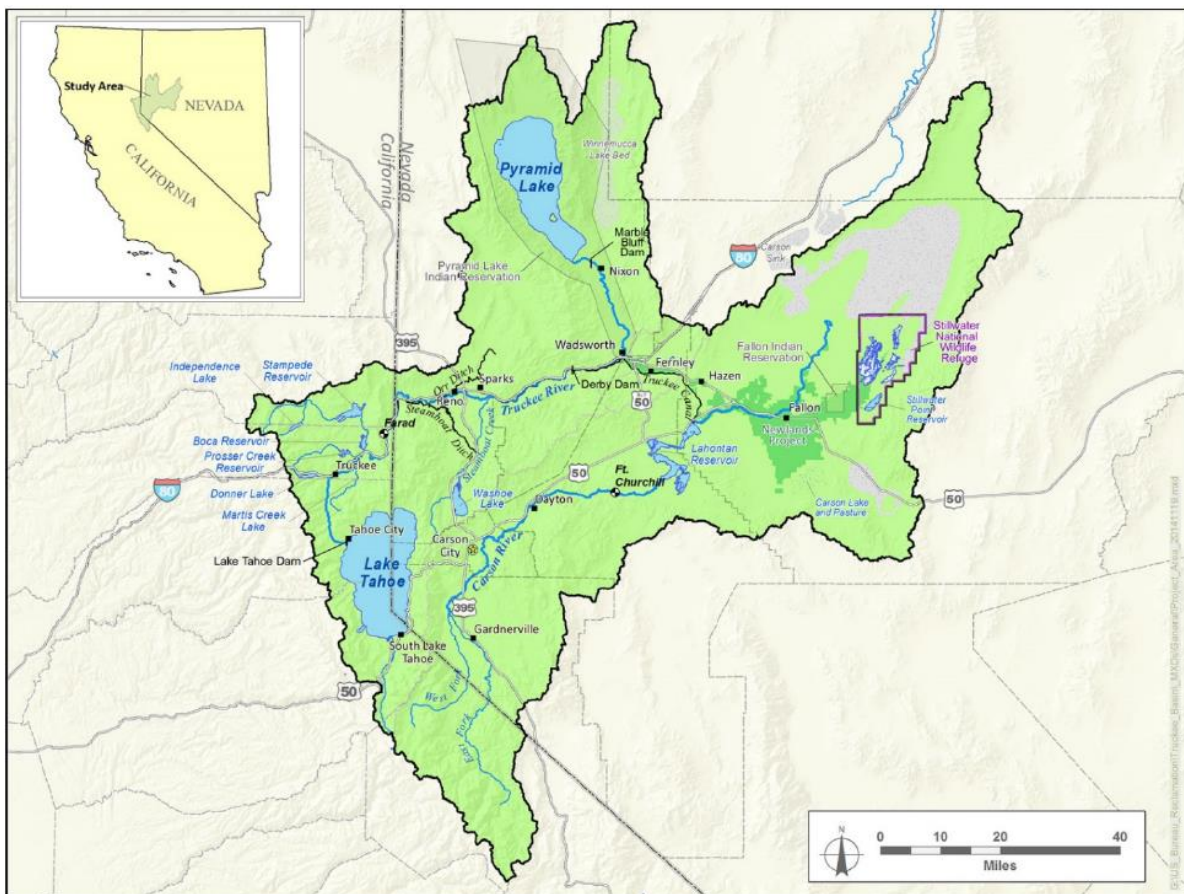 Study Area
NEVADA
CALIFORNIA
Nevada
California
Winnemucca
Lake Bed
Pyramid
Lake
Marble
Bluff
Dam
Nixon
Pyramid Lake
Indian Reservation
80
Carson
Sink
395
Wadsworth
Fernley
Hazen
Fallon Indian
Reservation
Stillwater
National
Wildlife
Refuge
Independence
Lake
Stampede
Reservoir
Orr Ditch
Sparks
Reno
Truckee River
Derby Dam
Truckee Canal
50
Fallon
Newlands
Project
Stillwater
Point
Reservoir
Steamboat Ditch
Steamboat Creek
Farad
Boca Reservoir
Prosser Creek
Reservoir
Truckee
Lahontan
Reservoir
80
Donner Lake
Martis Creek
Lake
Washoe
Lake
50
Ft.
Churchill
Dayton
Carson Lake
and Pasture
50
Tahoe City
Lake Tahoe Dam
Lake
Tahoe
Carson
City
Carson River
395
Gardnerville
South Lake
Tahoe
50
West Fork
East Fork
N
0 10 20 40
Miles